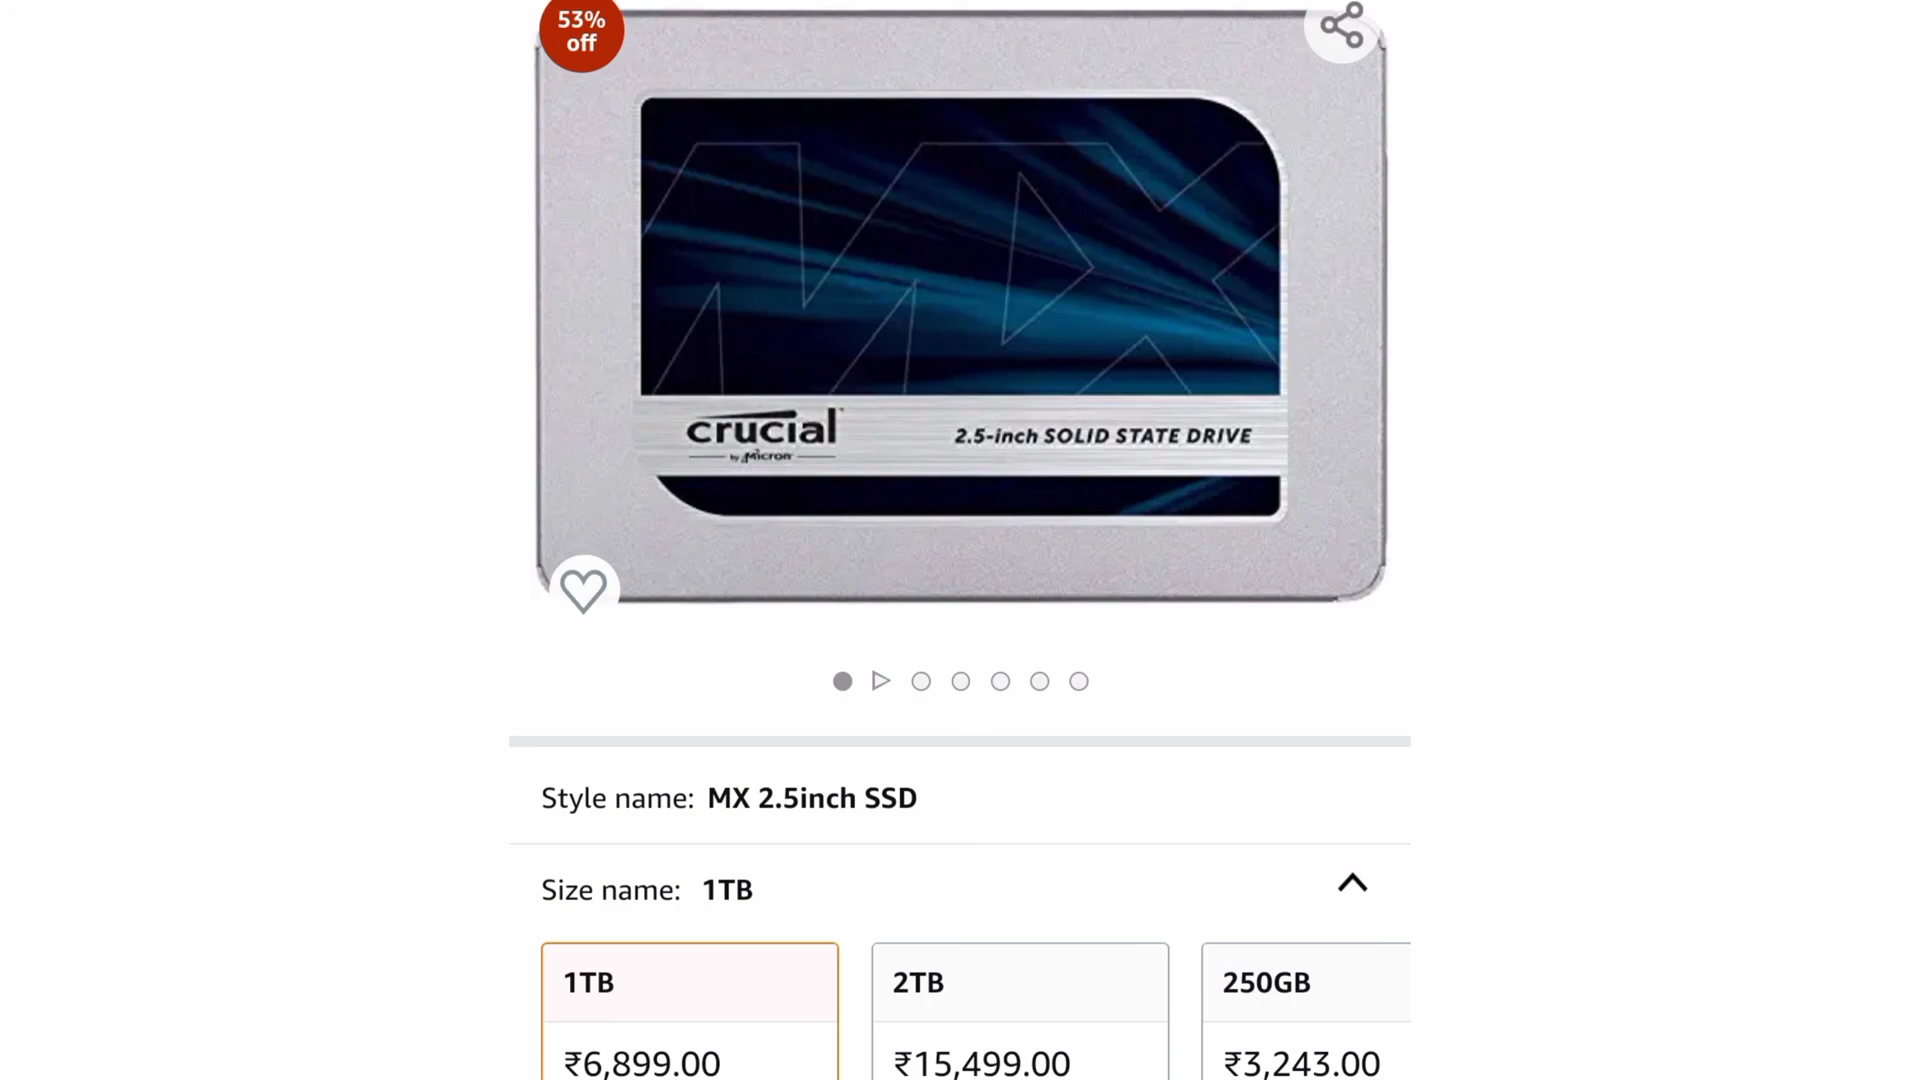 53%
off
crucial
by Micron
2.5-inch SOLID STATE DRIVE
Style name: MX 2.5inch SSD
Size name: 1TB
1TB
2TB
250GB
₹6,899.00
₹15,499.00
₹3,243.00